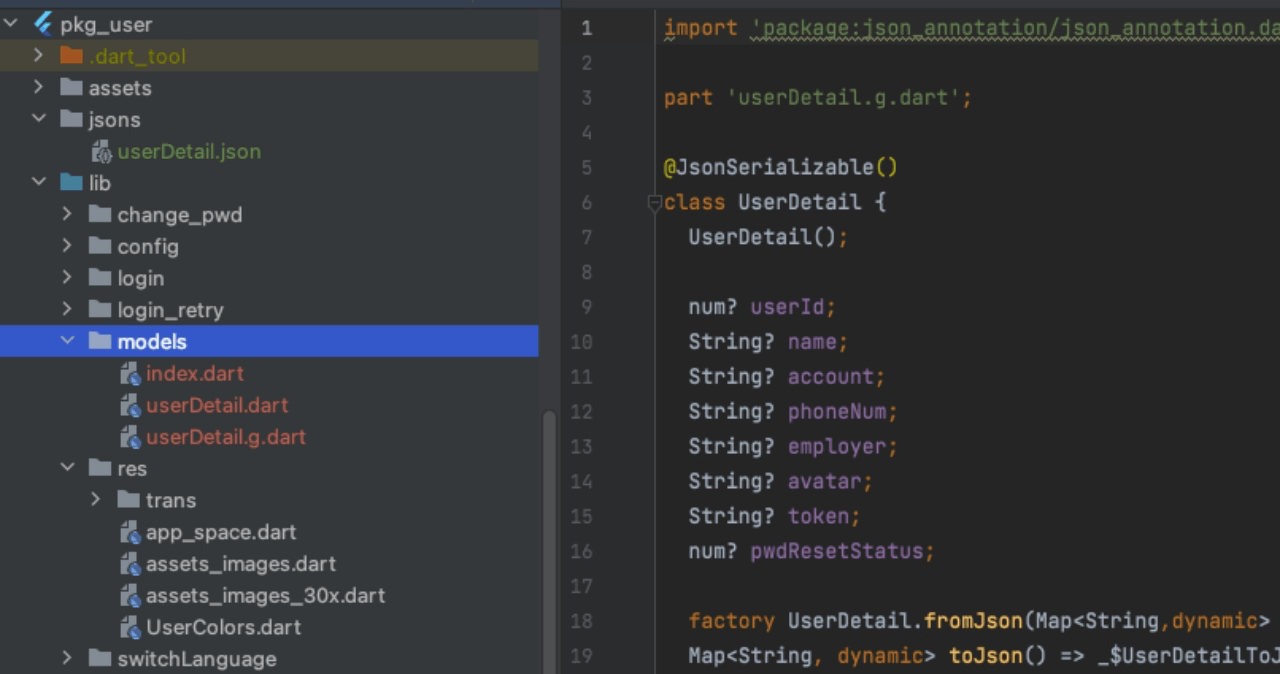 pkg_user
.dart_tool
assets
jsons
userDetail.json
lib
change_pwd
config
login
login_retry
models
index.dart
userDetail.dart
userDetail.g.dart
res
trans
app_space.dart
assets_images.dart
assets_images_30x.dart
UserColors.dart
switchLanguage
1 import 'package:json_annotation/json_annotation.da
2
3 part 'userDetail.g.dart';
4
5 @JsonSerializable()
6 class UserDetail {
7 UserDetail();
8
9 num? userId;
10 String? name;
11 String? account;
12 String? phoneNum;
13 String? employer;
14 String? avatar;
15 String? token;
16 num? pwdResetStatus;
17
18 factory UserDetail.fromJson(Map<String,dynamic>
19 Map<String, dynamic> toJson() => _$UserDetailToJ